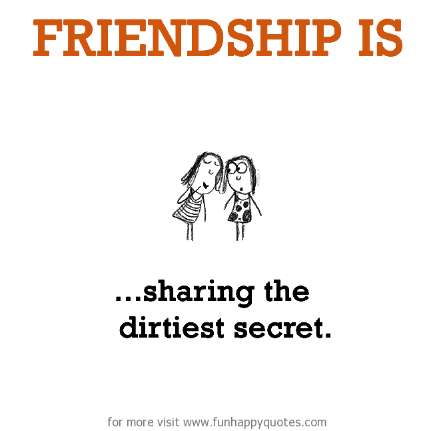 FRIENDSHIP IS
...sharing the
dirtiest secret.
for more visit www.funhappyquotes.com